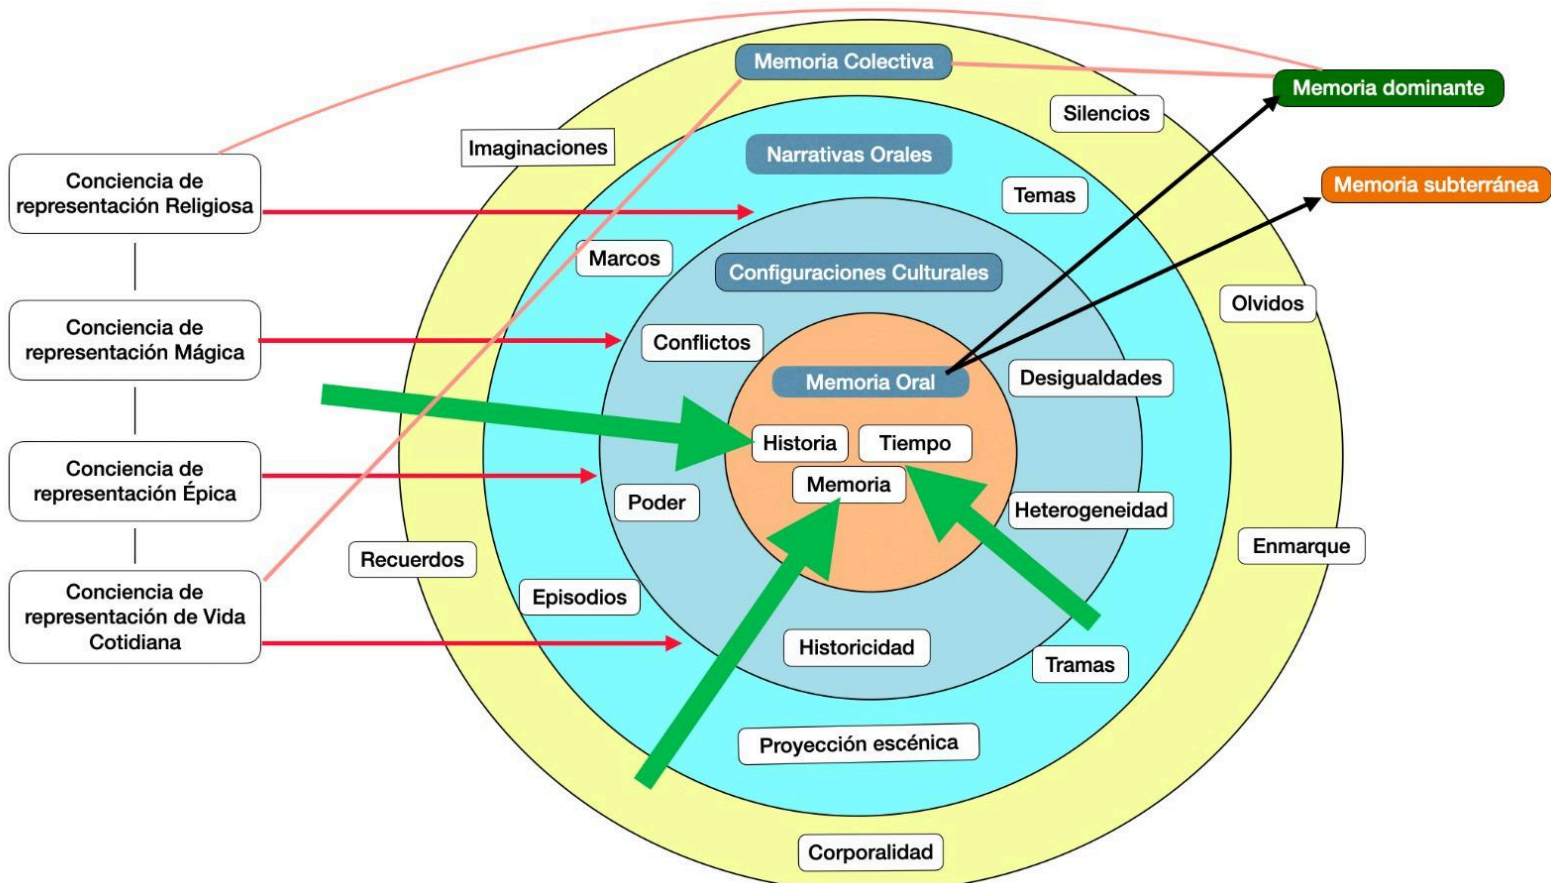 Memoria Colectiva
Memoria dominante
Silencios
Imaginaciones
Narrativas Orales
Conciencia de
representación Religiosa
Temas
Memoria subterránea
Marcos
Configuraciones Culturales
Olvidos
Conciencia de
representación Mágica
Conflictos
Memoria Oral
Desigualdades
Historia
Tiempo
Conciencia de
representación Épica
Memoria
Poder
Heterogeneidad
Recuerdos
Enmarque
Conciencia de
representación de Vida
Cotidiana
Episodios
Historicidad
Tramas
Proyección escénica
Corporalidad